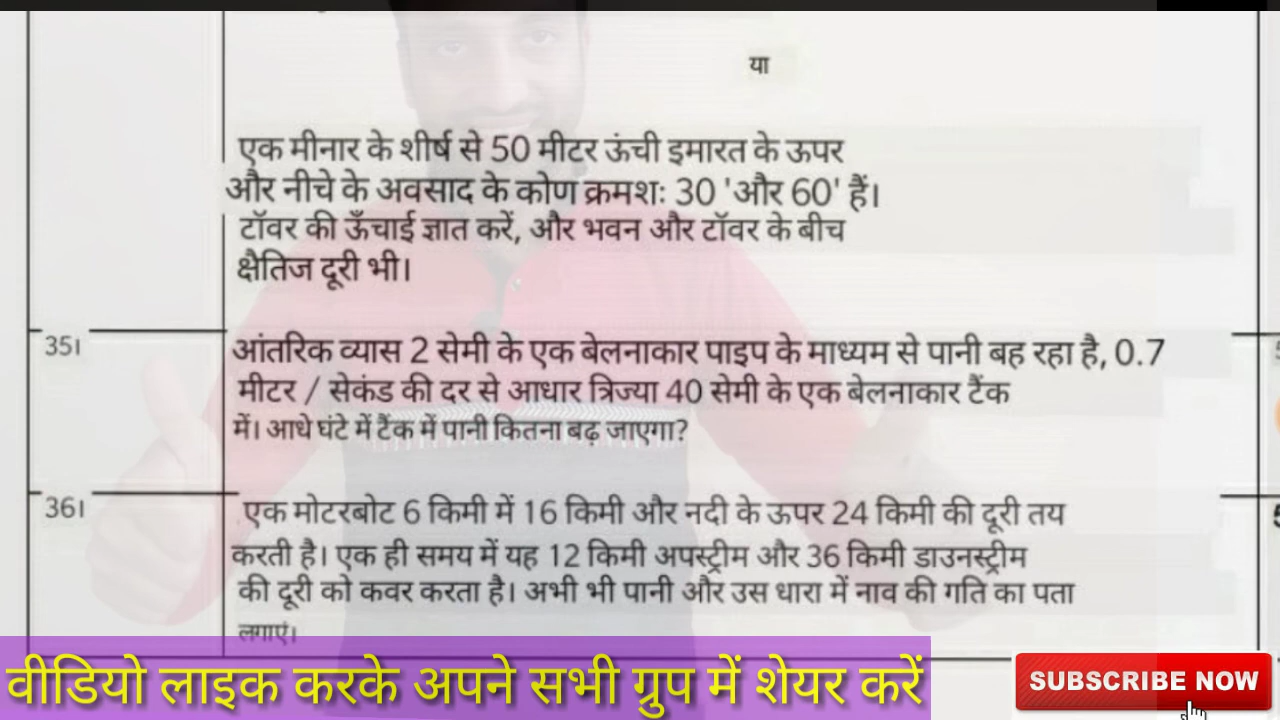 या
एक मीनार के शीर्ष से 50 मीटर ऊंची इमारत के ऊपर
और नीचे के अवसाद के कोण क्रमशः 30 'और 60' हैं।
टॉवर की ऊँचाई ज्ञात करें, और भवन और टॉवर के बीच
क्षैतिज दूरी भी।
35। आंतरिक व्यास 2 सेमी के एक बेलनाकार पाइप के माध्यम से पानी बह रहा है, 0.7
मीटर / सेकंड की दर से आधार त्रिज्या 40 सेमी के एक बेलनाकार टैंक
में। आधे घंटे में टैंक में पानी कितना बढ़ जाएगा?
36। एक मोटरबोट 6 किमी में 16 किमी और नदी के ऊपर 24 किमी की दूरी तय
करती है। एक ही समय में यह 12 किमी अपस्ट्रीम और 36 किमी डाउनस्ट्रीम
की दूरी को कवर करता है। अभी भी पानी और उस धारा में नाव की गति का पता
लगाएं।
वीडियो लाइक करके अपने सभी ग्रुप में शेयर करें
SUBSCRIBE NOW